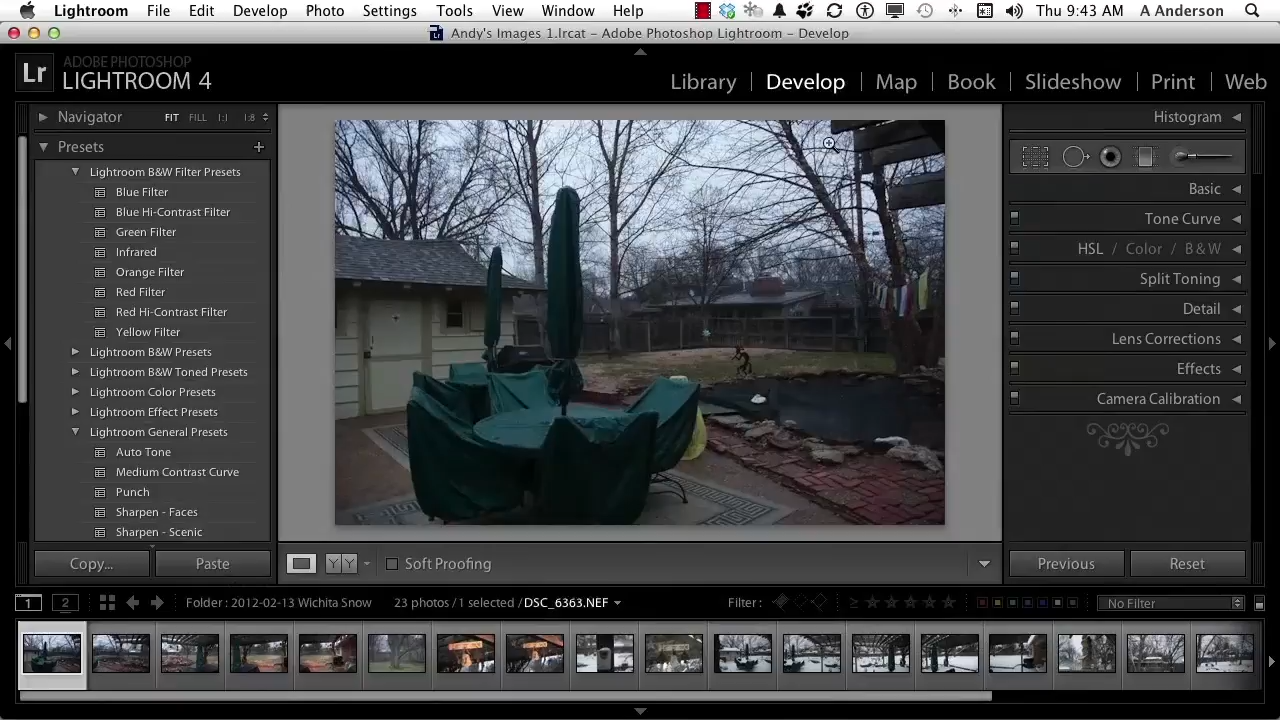 Lightroom File Edit Develop Photo Settings Tools View Window Help Thu 9:43 AM A Anderson
Lr Andy's Images 1.lrcat – Adobe Photoshop Lightroom – Develop
Lr ADOBE PHOTOSHOP
LIGHTROOM 4
Library | Develop | Map | Book | Slideshow | Print | Web
Navigator FIT FILL 1:1 1:8
Histogram
Presets +
Lightroom B&W Filter Presets
Blue Filter
Blue Hi-Contrast Filter
Green Filter
Infrared
Orange Filter
Red Filter
Red Hi-Contrast Filter
Yellow Filter
Lightroom B&W Presets
Lightroom B&W Toned Presets
Lightroom Color Presets
Lightroom Effect Presets
Lightroom General Presets
Auto Tone
Medium Contrast Curve
Punch
Sharpen - Faces
Sharpen - Scenic
Basic
Tone Curve
HSL / Color / B&W
Split Toning
Detail
Lens Corrections
Effects
Camera Calibration
Copy... Paste
YY Soft Proofing
Previous Reset
1 2 Folder : 2012-02-13 Wichita Snow 23 photos / 1 selected / DSC_6363.NEF Filter : ≥ No Filter